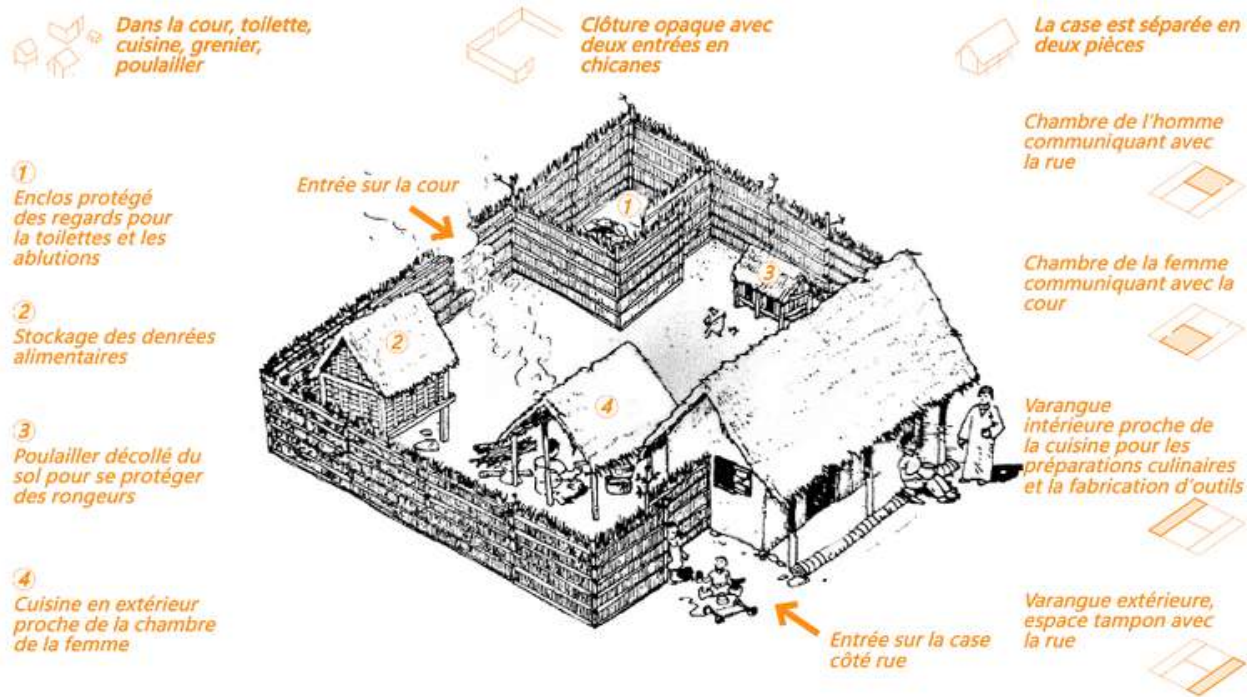 Dans la cour, toilette,
cuisine, grenier,
poulailler
Clôture opaque avec
deux entrées en
chicanes
La case est séparée en
deux pièces
1
Enclos protégé
des regards pour
la toilettes et les
ablutions
2
Stockage des denrées
alimentaires
3
Poulailler décollé du
sol pour se protéger
des rongeurs
4
Cuisine en extérieur
proche de la chambre
de la femme
Entrée sur la cour
1
2
3
4
Entrée sur la case
côté rue
Chambre de l'homme
communiquant avec
la rue
Chambre de la femme
communiquant avec la
cour
Varangue
intérieure proche de
la cuisine pour les
préparations culinaires
et la fabrication d'outils
Varangue extérieure,
espace tampon avec
la rue